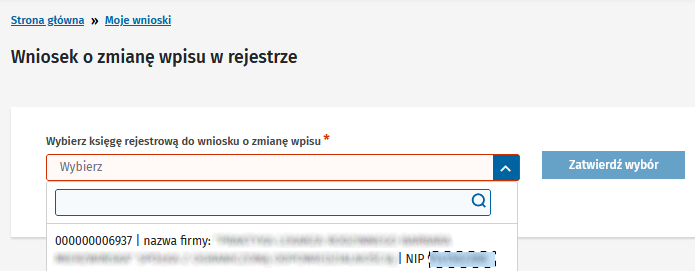 Strona główna » Moje wnioski
Wniosek o zmianę wpisu w rejestrze
Wybierz księgę rejestrową do wniosku o zmianę wpisu *
Wybierz
Zatwierdź wybór
000000006937 | nazwa firmy:
| NIP